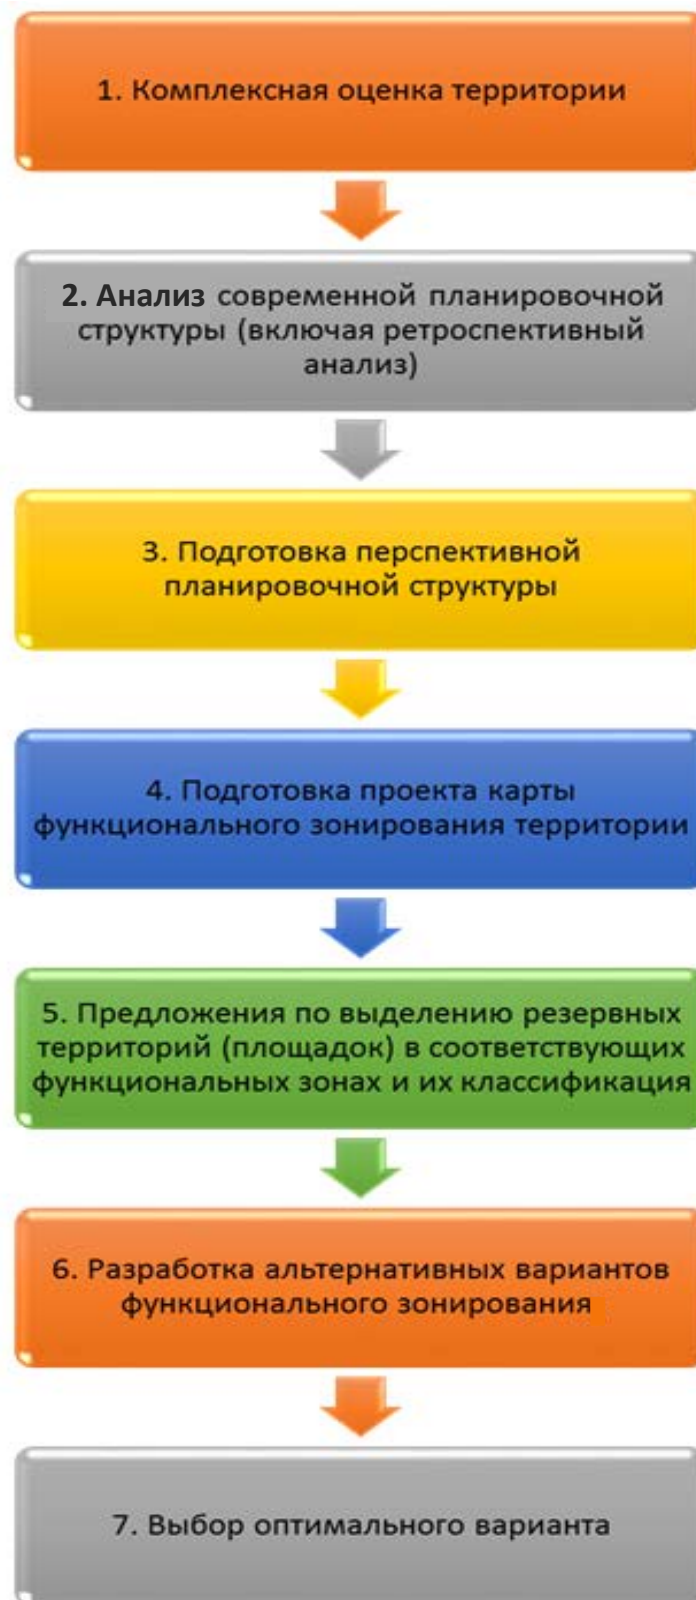 1. Комплексная оценка территории
2. Анализ современной планировочной
структуры (включая ретроспективный
анализ)
3. Подготовка перспективной
планировочной структуры
4. Подготовка проекта карты
функционального зонирования территории
5. Предложения по выделению резервных
территорий (площадок) в соответствующих
функциональных зонах и их классификация
6. Разработка альтернативных вариантов
функционального зонирования
7. Выбор оптимального варианта